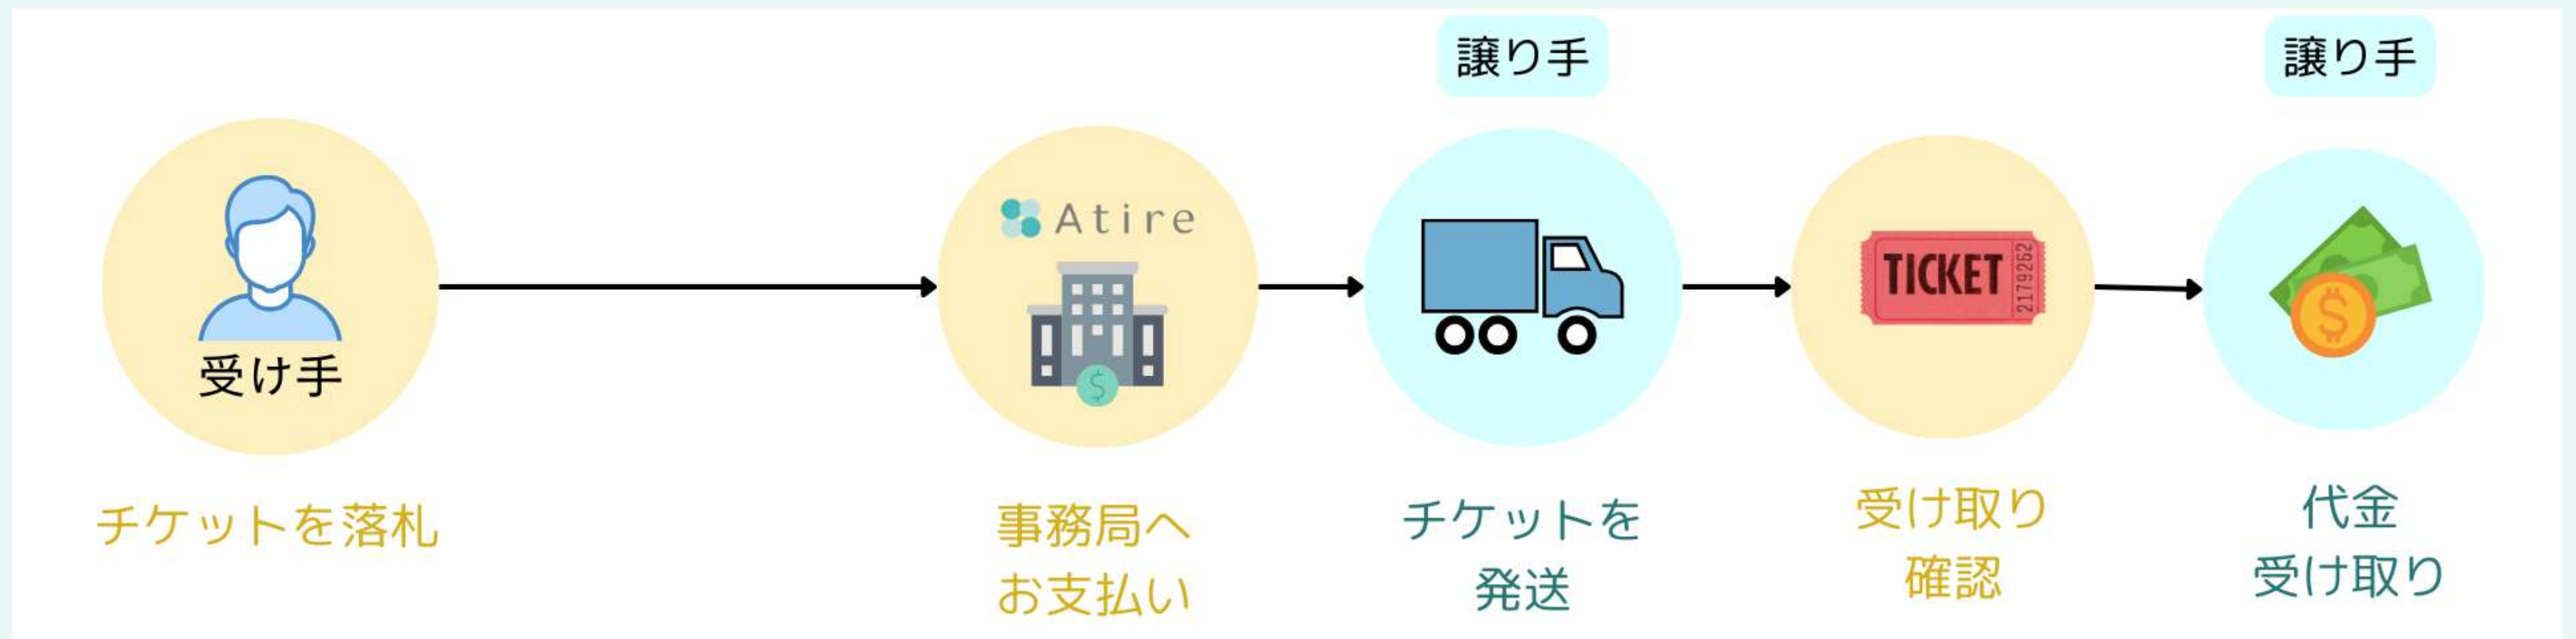 譲り手
譲り手
Atire
TICKET
2179262
受け手
チケットを落札
事務局へ
お支払い
チケットを
発送
受け取り
確認
代金
受け取り